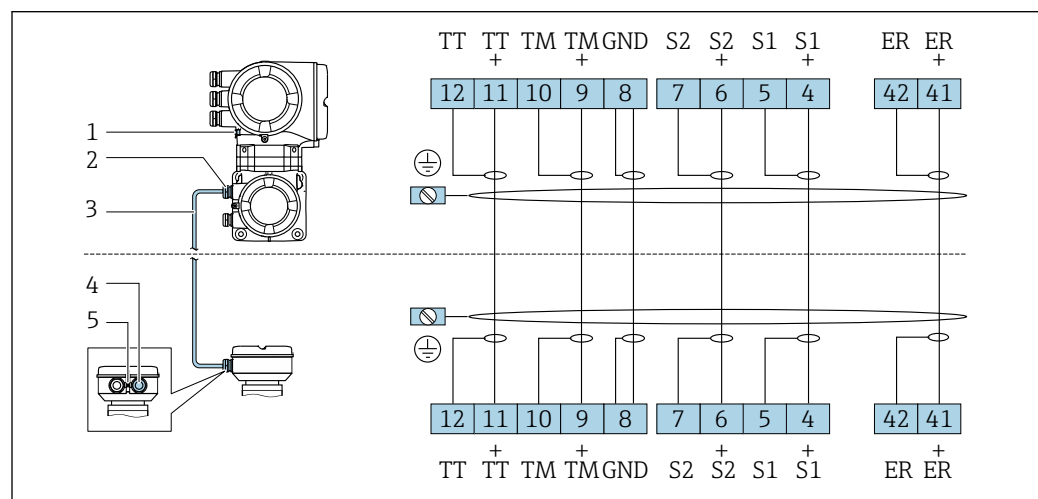 TT TT TM TM GND S2 S2 S1 S1 ER ER
+ + + + +
12 11 10 9 8 7 6 5 4 42 41
1
2
3
4
5
12 11 10 9 8 7 6 5 4 42 41
+ + + + +
TT TT TM TM GND S2 S2 S1 S1 ER ER